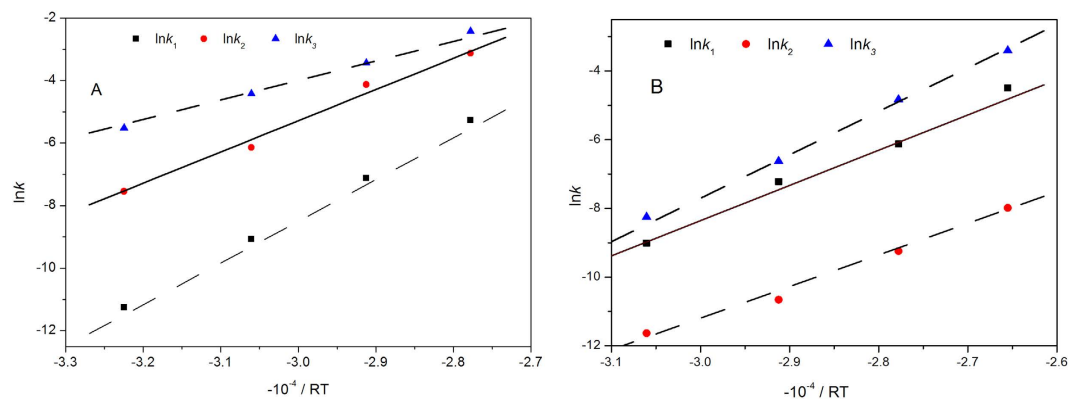 -2
-4
-6
-8
-10
-12
lnk
lnk₁ lnk₂ lnk₃
A
-3.3 -3.2 -3.1 -3.0 -2.9 -2.8 -2.7
-10⁻⁴ / RT
-4
-6
-8
-10
-12
lnk
lnk₁ lnk₂ lnk₃
B
-3.1 -3.0 -2.9 -2.8 -2.7 -2.6
-10⁻⁴ / RT